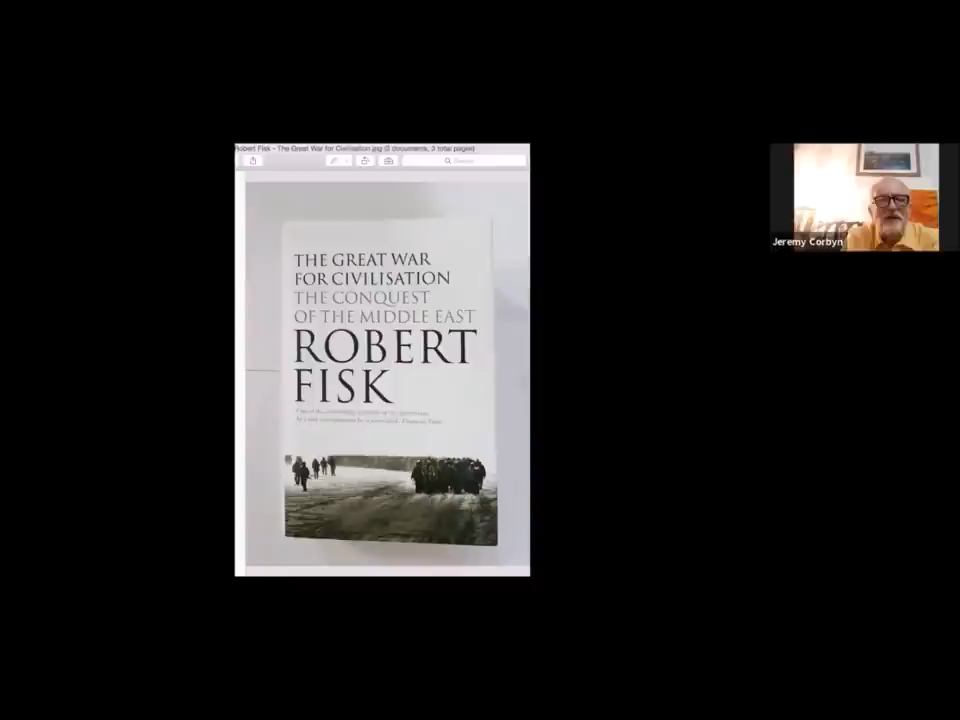 Robert Fisk - The Great War for Civilisation.jpg (3 documents, 3 total pages)
Search
THE GREAT WAR
FOR CIVILISATION
THE CONQUEST
OF THE MIDDLE EAST
ROBERT
FISK
Jeremy Corbyn